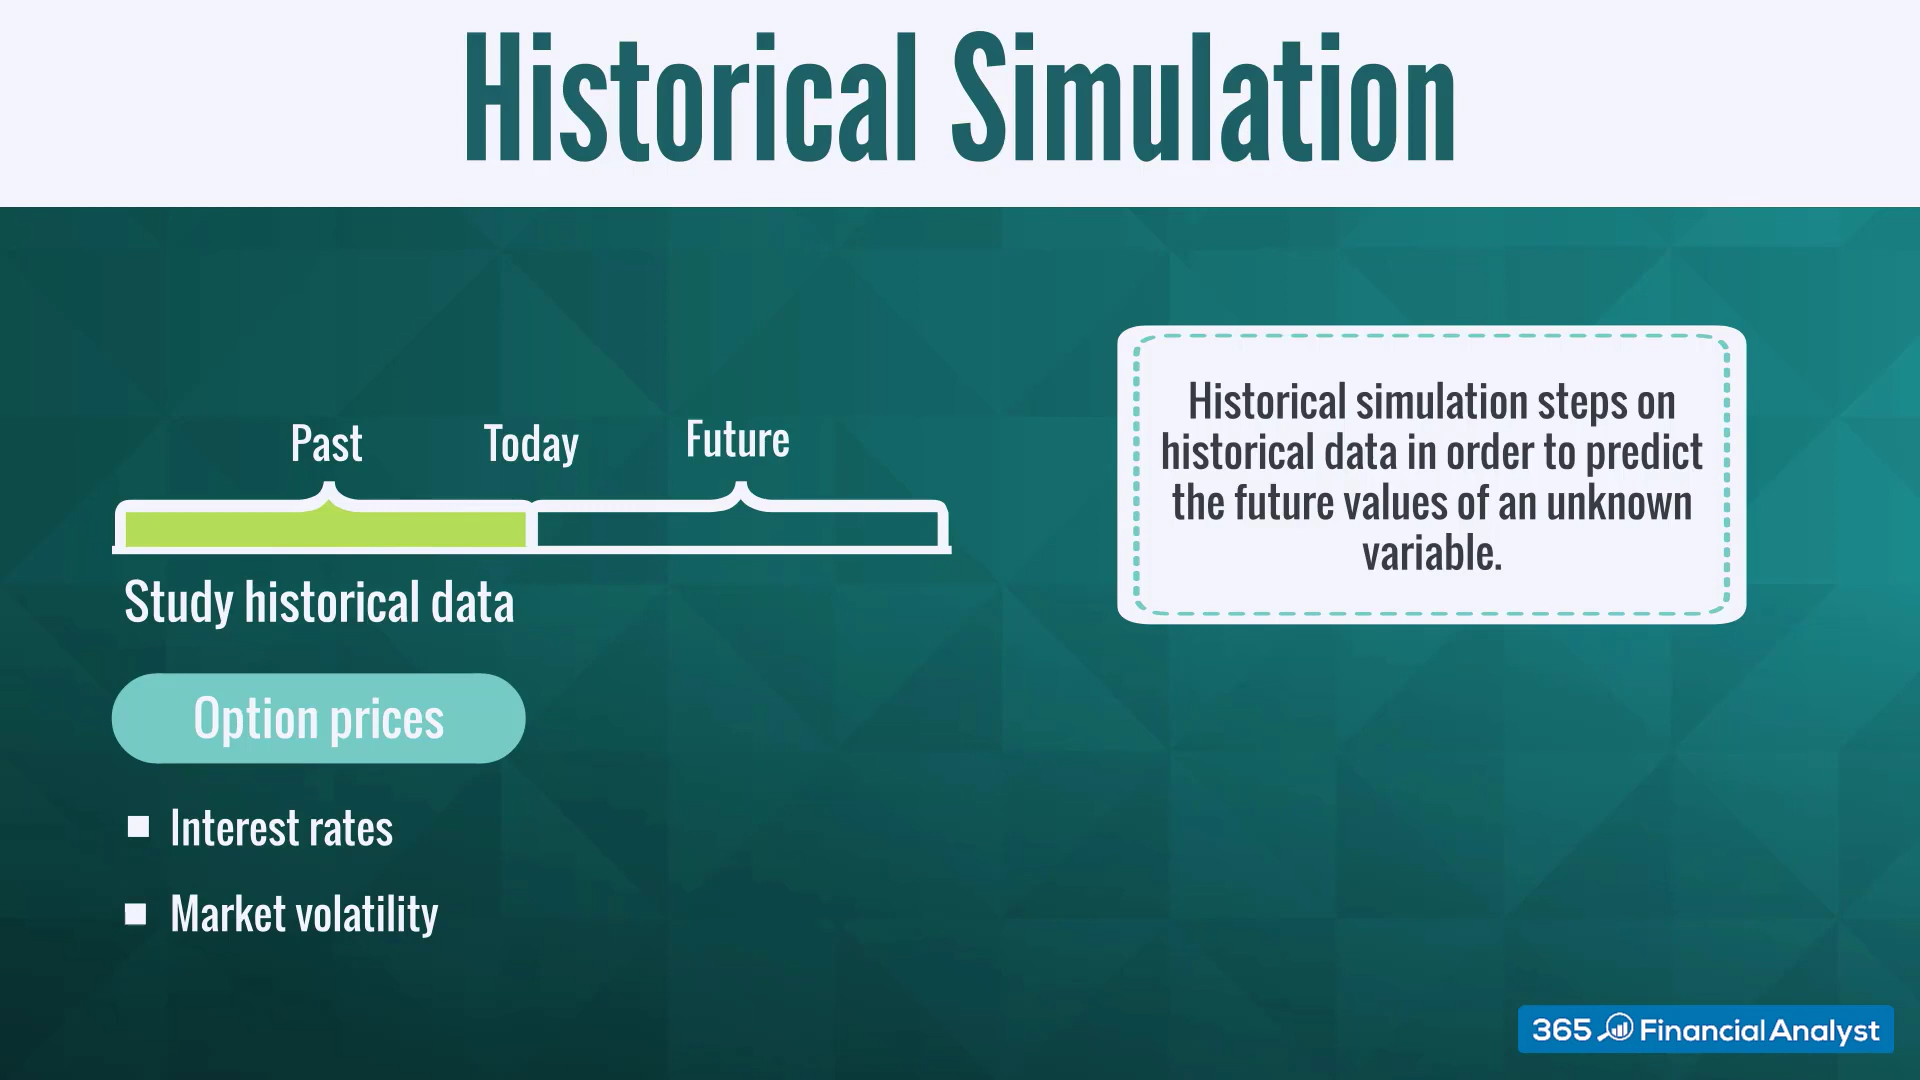 Historical Simulation
Past
Today
Future
Study historical data
Option prices
Interest rates
Market volatility
Historical simulation steps on
historical data in order to predict
the future values of an unknown
variable.
365 Financial Analyst